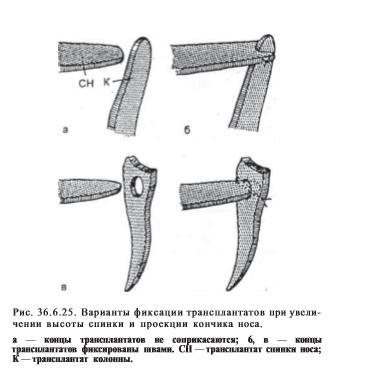 СН К
а б
в
Рис. 36.6.25. Варианты фиксации трансплантатов при увели-
чении высоты спинки и проекции кончика носа.
а — концы трансплантатов не соприкасаются; б, в — концы
трансплантатов фиксированы швами. СН — трансплантат спинки носа;
К — трансплантат колонны.